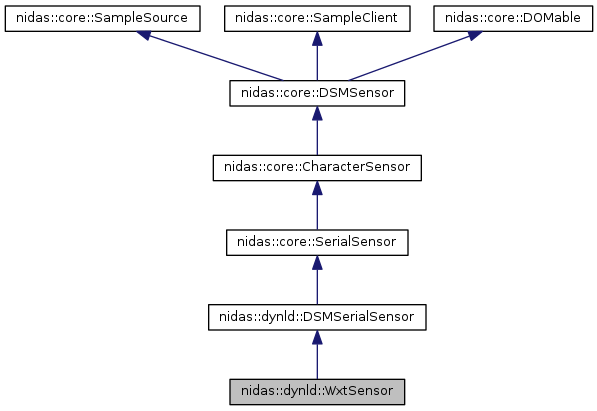 nidas::core::SampleSource
nidas::core::SampleClient
nidas::core::DOMable
nidas::core::DSMSensor
nidas::core::CharacterSensor
nidas::core::SerialSensor
nidas::dynld::DSMSerialSensor
nidas::dynld::WxtSensor